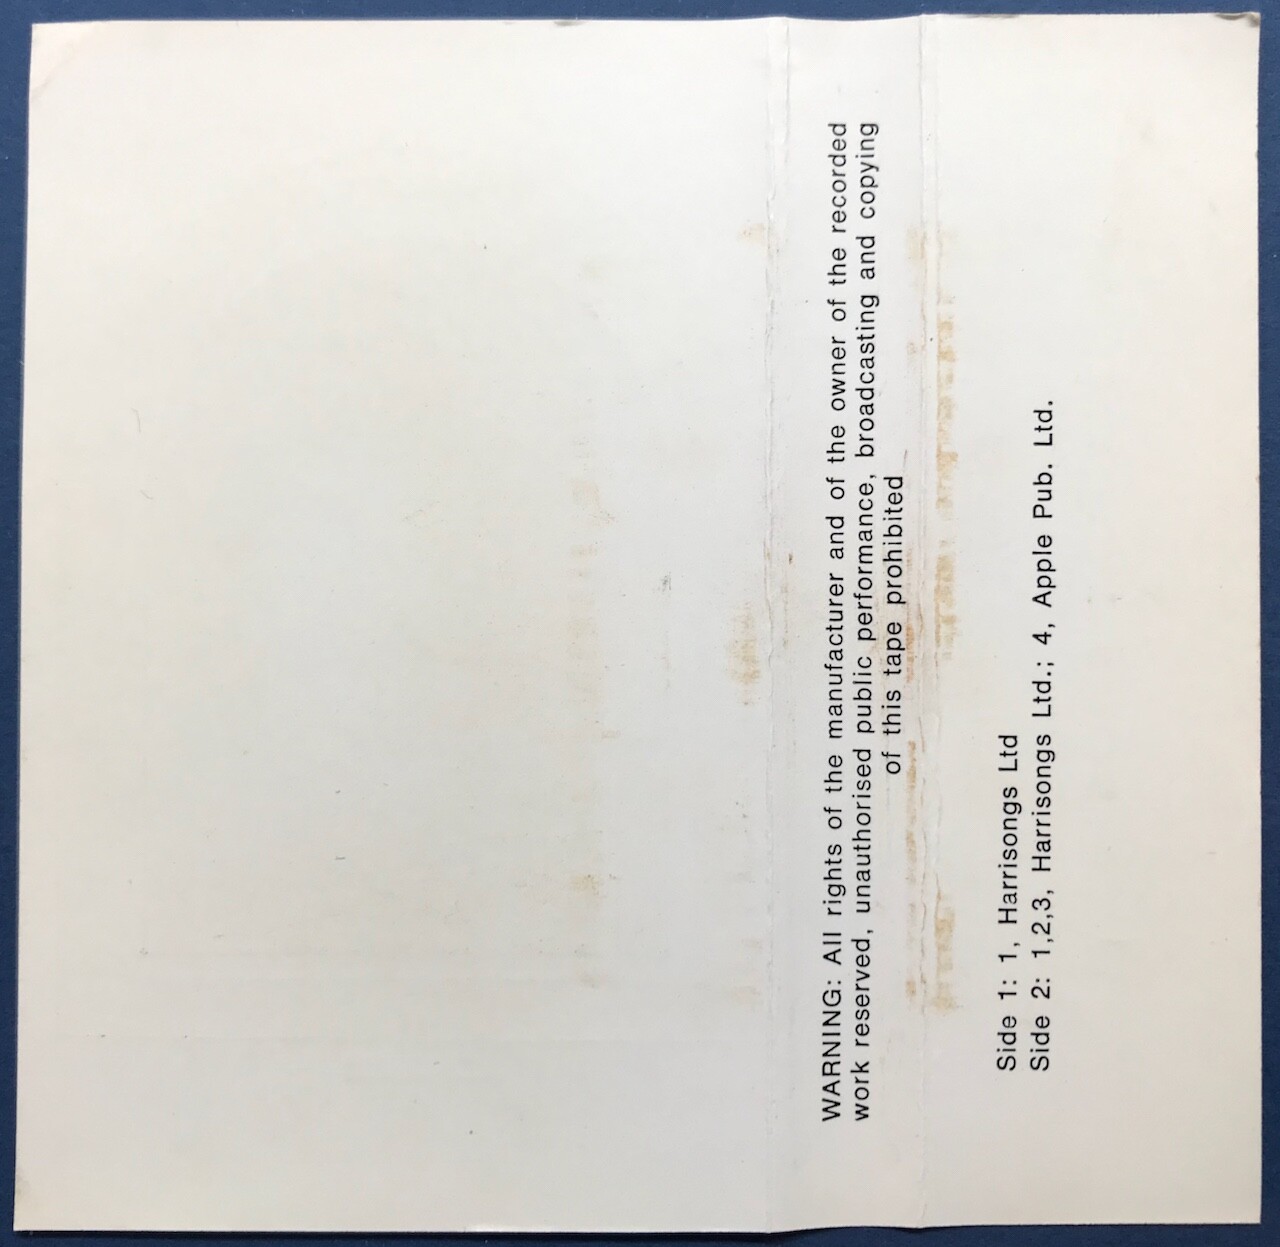 WARNING: All rights of the manufacturer and of the owner of the recorded
work reserved, unauthorised public performance, broadcasting and copying
of this tape prohibited
Side 1: 1, Harrisongs Ltd
Side 2: 1,2,3, Harrisongs Ltd.; 4, Apple Pub. Ltd.